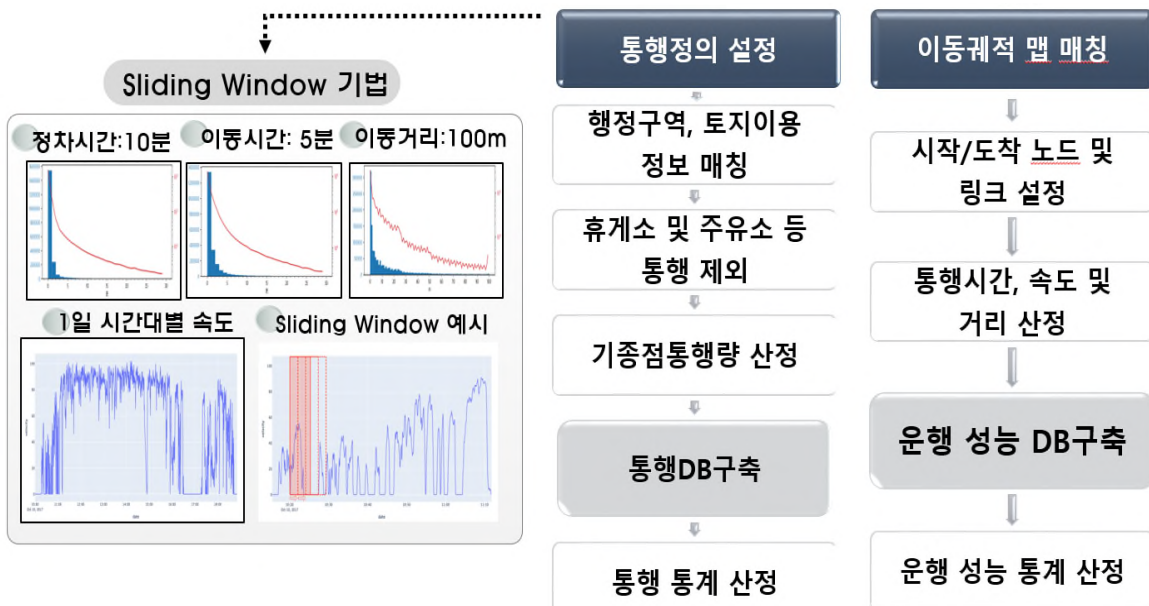 Sliding Window 기법
정차시간:10분
이동시간: 5분
이동거리:100m
1일 시간대별 속도
Sliding Window 예시
통행정의 설정
행정구역, 토지이용
정보 매칭
휴게소 및 주유소 등
통행 제외
기종점통행량 산정
통행DB구축
통행 통계 산정
이동궤적 맵 매칭
시작/도착 노드 및
링크 설정
통행시간, 속도 및
거리 산정
운행 성능 DB구축
운행 성능 통계 산정